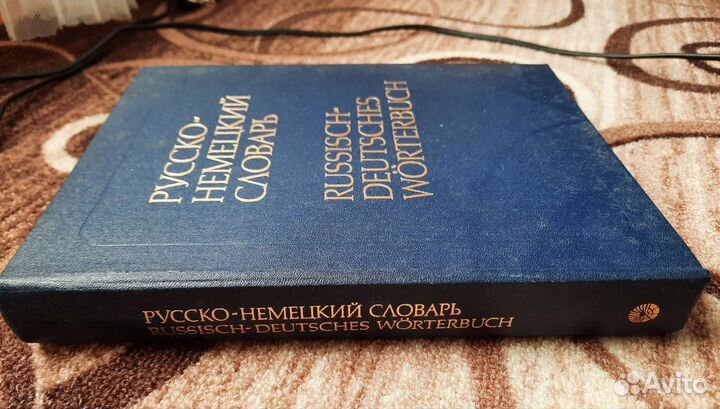 РУССКО-
НЕМЕЦКИЙ
СЛОВАРЬ
RUSSISCH-
DEUTSCHES
WÖRTERBUCH
РУССКО-НЕМЕЦКИЙ СЛОВАРЬ
RUSSISCH-DEUTSCHES WÖRTERBUCH
Avito